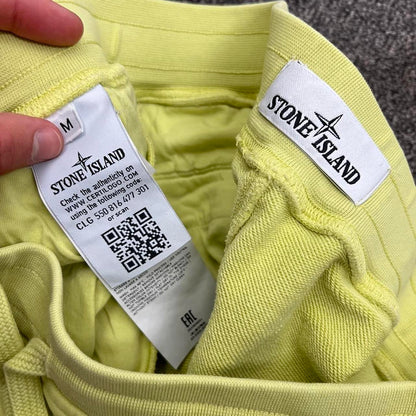 M
STONE ISLAND
Check the authenticity on
WWW.CERTILOGO.COM
using the following code:
CLG 550 816 477 301
or scan
EAC
STONE ISLAND